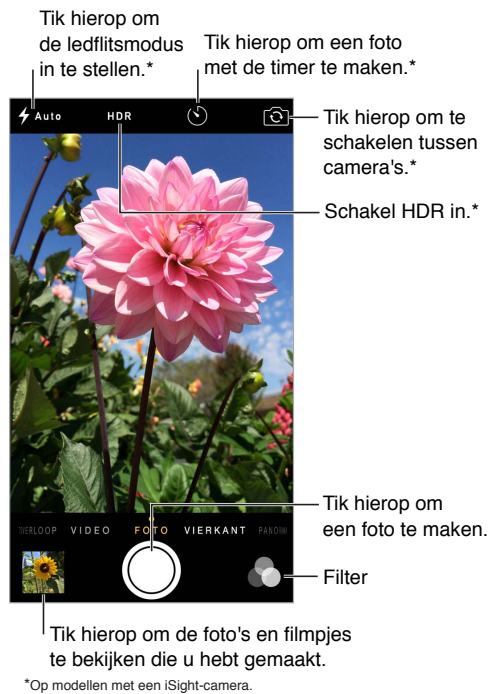 Tik hierop om
de ledflitsmodus
in te stellen.*
Tik hierop om een foto
met de timer te maken.*
Auto
HDR
Tik hierop om te
schakelen tussen
camera's.*
Schakel HDR in.*
Tik hierop om
een foto te maken.
VIDEO FOTO VIERKANT
Filter
Tik hierop om de foto's en filmpjes
te bekijken die u hebt gemaakt.
*Op modellen met een iSight-camera.